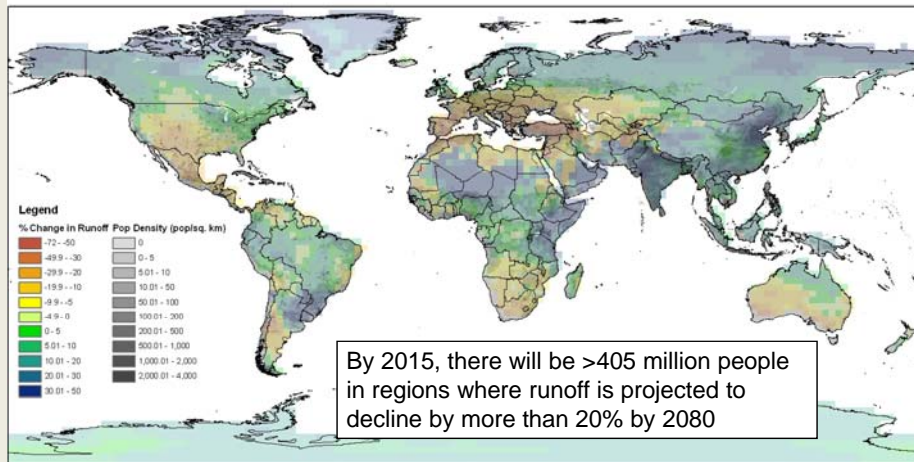 Legend
% Change in Runoff Pop Density (pop/sq. km)
-72 - -50 0
-49.9 - -30 0 - 5
-29.9 - -20 5.01 - 10
-19.9 - -10 10.01 - 50
-9.9 - -5 50.01 - 100
-4.9 - 0 100.01 - 200
0 - 5 200.01 - 500
5.01 - 10 500.01 - 1,000
10.01 - 20 1,000.01 - 2,000
20.01 - 30 2,000.01 - 4,000
30.01 - 50
By 2015, there will be >405 million people
in regions where runoff is projected to
decline by more than 20% by 2080